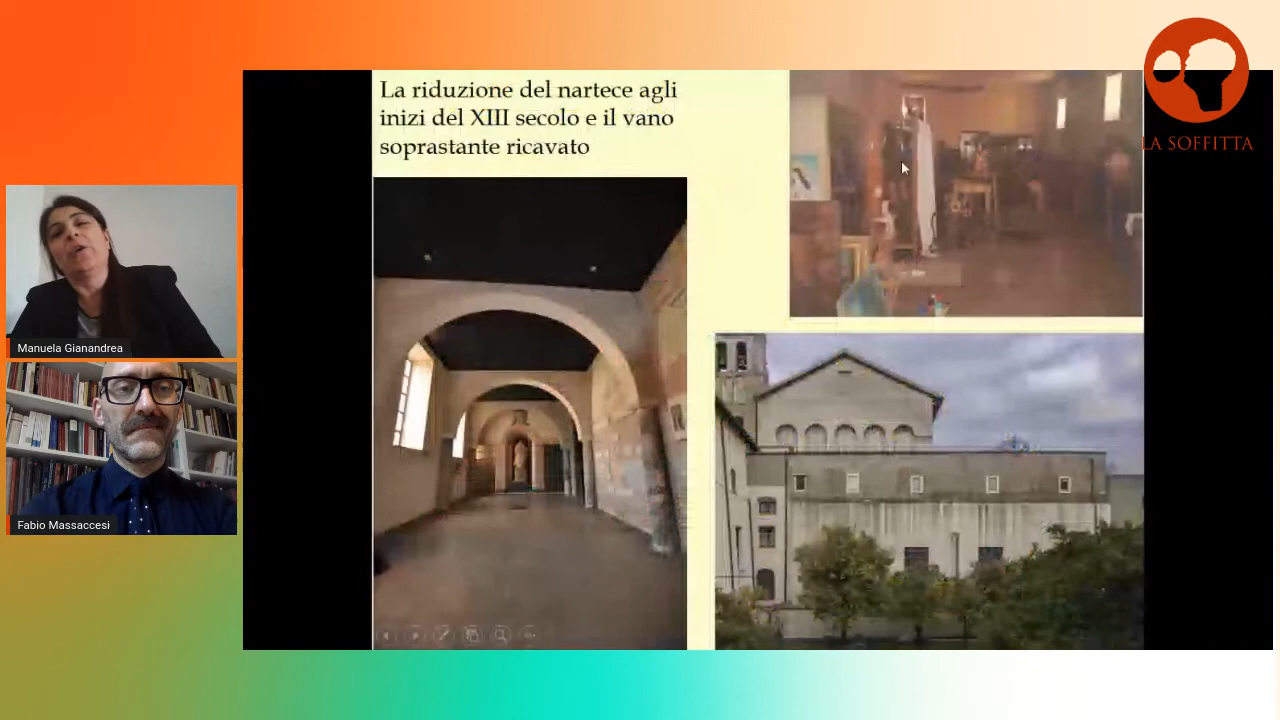 La riduzione del nartece agli
inizi del XIII secolo e il vano
soprastante ricavato
LA SOFFITTA
Manuela Gianandrea
Fabio Massaccesi